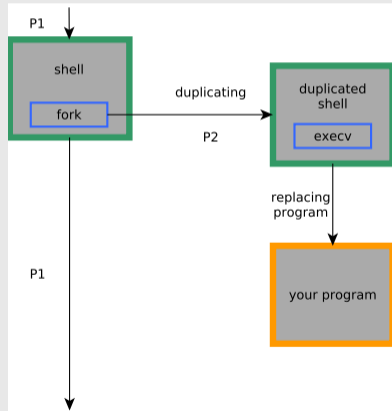 P1
shell
fork
duplicating
P2
duplicated
shell
execv
replacing
program
P1
your program